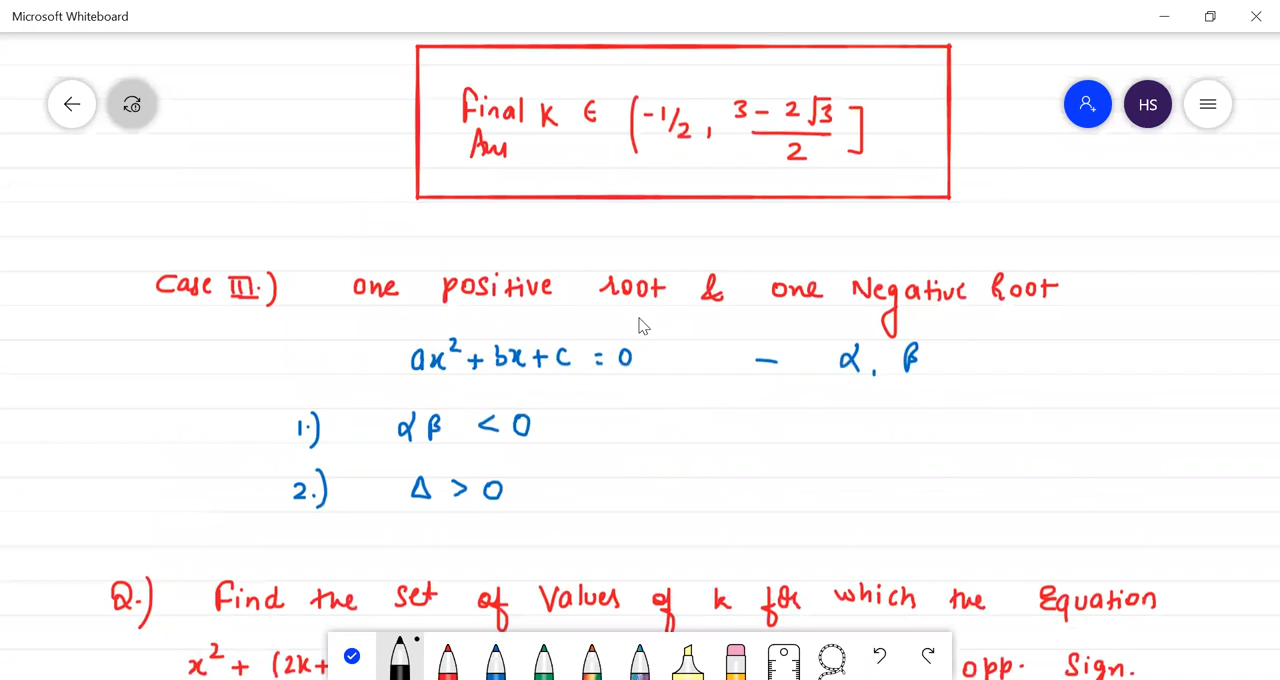 Microsoft Whiteboard
HS
Final K ∈ (-1/2, (3 - 2√3)/2]
Ans
Case III.) one positive root & one Negative Root
ax² + bx + c = 0 — α, β
1.) αβ < 0
2.) Δ > 0
Q.) Find the set of values of k for which the Equation
x² + (2k+ opp. Sign.